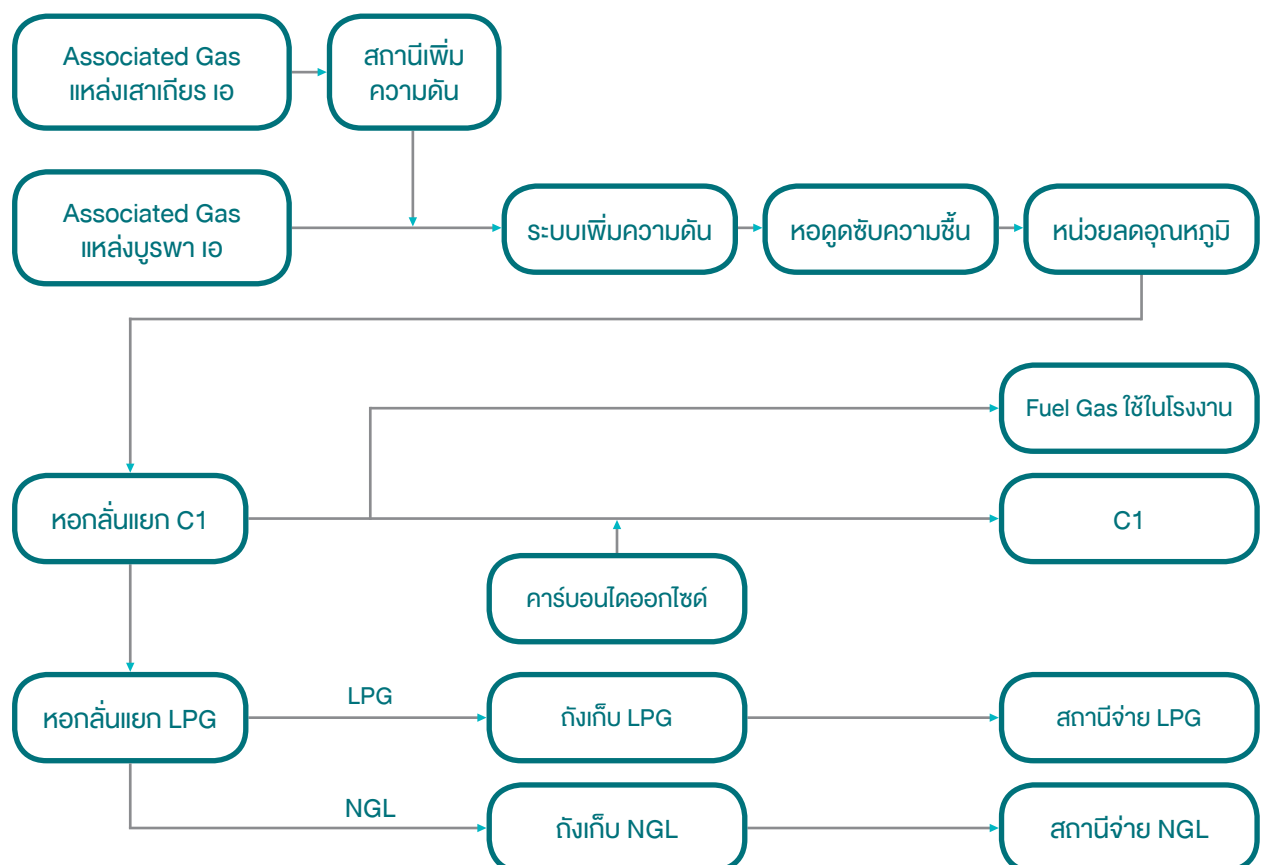 Associated Gas
แหล่งเสาเถียร เอ
สถานีเพิ่ม
ความดัน
Associated Gas
แหล่งบูรพา เอ
ระบบเพิ่มความดัน
หอดูดซับความชื้น
หน่วยลดอุณหภูมิ
Fuel Gas ใช้ในโรงงาน
หอกลั่นแยก C1
C1
คาร์บอนไดออกไซด์
หอกลั่นแยก LPG
LPG
ถังเก็บ LPG
สถานีจ่าย LPG
NGL
ถังเก็บ NGL
สถานีจ่าย NGL